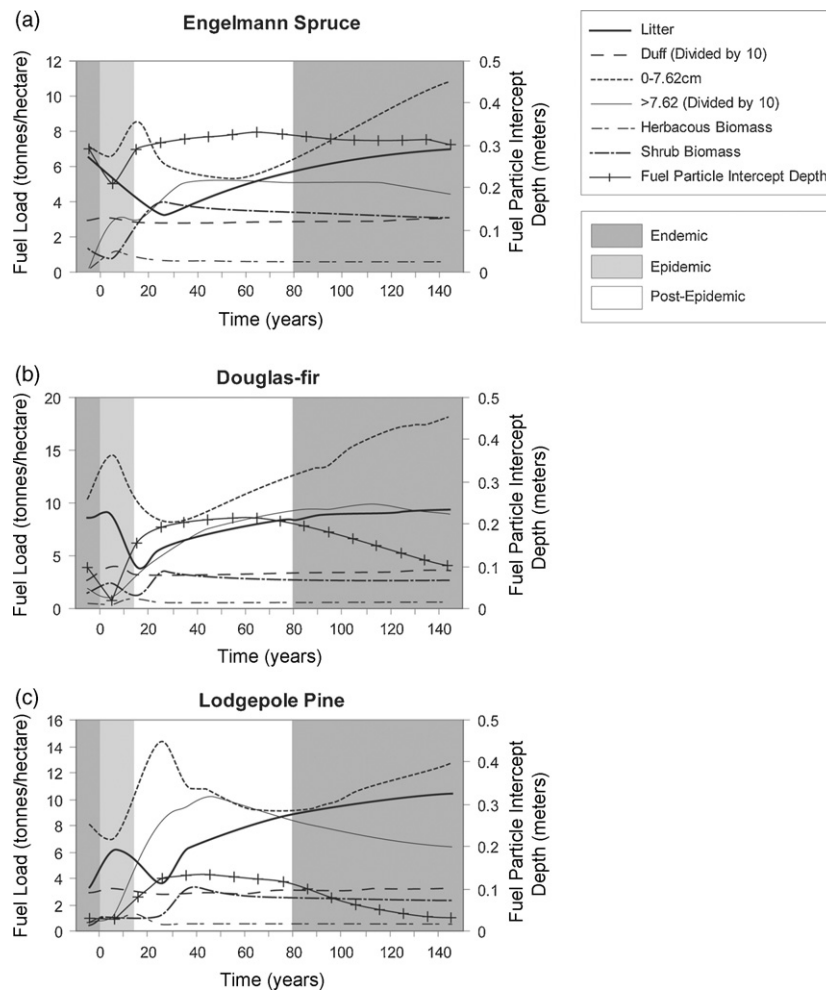 (a)
Engelmann Spruce
Fuel Load (tonnes/hectare)
12
10
8
6
4
2
0
0.5
0.4
0.3
0.2
0.1
0
Fuel Particle Intercept
Depth (meters)
0 20 40 60 80 100 120 140
Time (years)
Litter
Duff (Divided by 10)
0-7.62cm
>7.62 (Divided by 10)
Herbacous Biomass
Shrub Biomass
Fuel Particle Intercept Depth
Endemic
Epidemic
Post-Epidemic
(b)
Douglas-fir
Fuel Load (tonnes/hectare)
20
15
10
5
0
0.5
0.4
0.3
0.2
0.1
0
Fuel Particle Intercept
Depth (meters)
0 20 40 60 80 100 120 140
Time (years)
(c)
Lodgepole Pine
Fuel Load (tonnes/hectare)
16
14
12
10
8
6
4
2
0
0.5
0.4
0.3
0.2
0.1
0
Fuel Particle Intercept
Depth (meters)
0 20 40 60 80 100 120 140
Time (years)